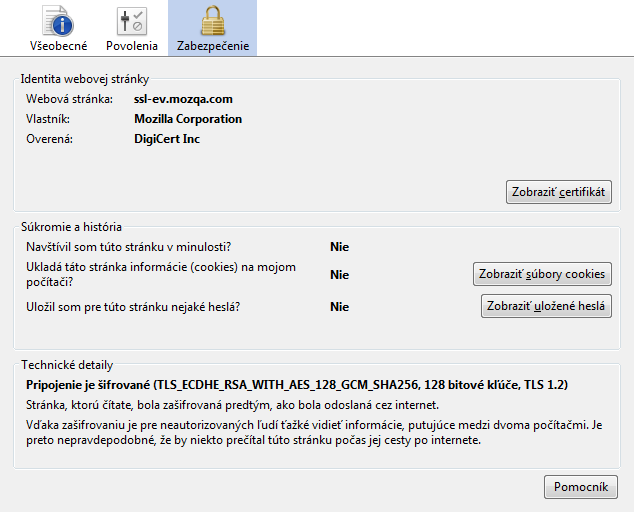 Všeobecné Povolenia Zabezpečenie
Identita webovej stránky
Webová stránka: ssl-ev.mozqa.com
Vlastník: Mozilla Corporation
Overená: DigiCert Inc
Zobraziť certifikát
Súkromie a história
Navštívil som túto stránku v minulosti? Nie
Ukladá táto stránka informácie (cookies) na mojom
počítači? Nie Zobraziť súbory cookies
Uložil som pre túto stránku nejaké heslá? Nie Zobraziť uložené heslá
Technické detaily
Pripojenie je šifrované (TLS_ECDHE_RSA_WITH_AES_128_GCM_SHA256, 128 bitové kľúče, TLS 1.2)
Stránka, ktorú čítate, bola zašifrovaná predtým, ako bola odoslaná cez internet.
Vďaka zašifrovaniu je pre neautorizovaných ľudí ťažké vidieť informácie, putujúce medzi dvoma počítačmi. Je
preto nepravdepodobné, že by niekto prečítal túto stránku počas jej cesty po internete.
Pomocník